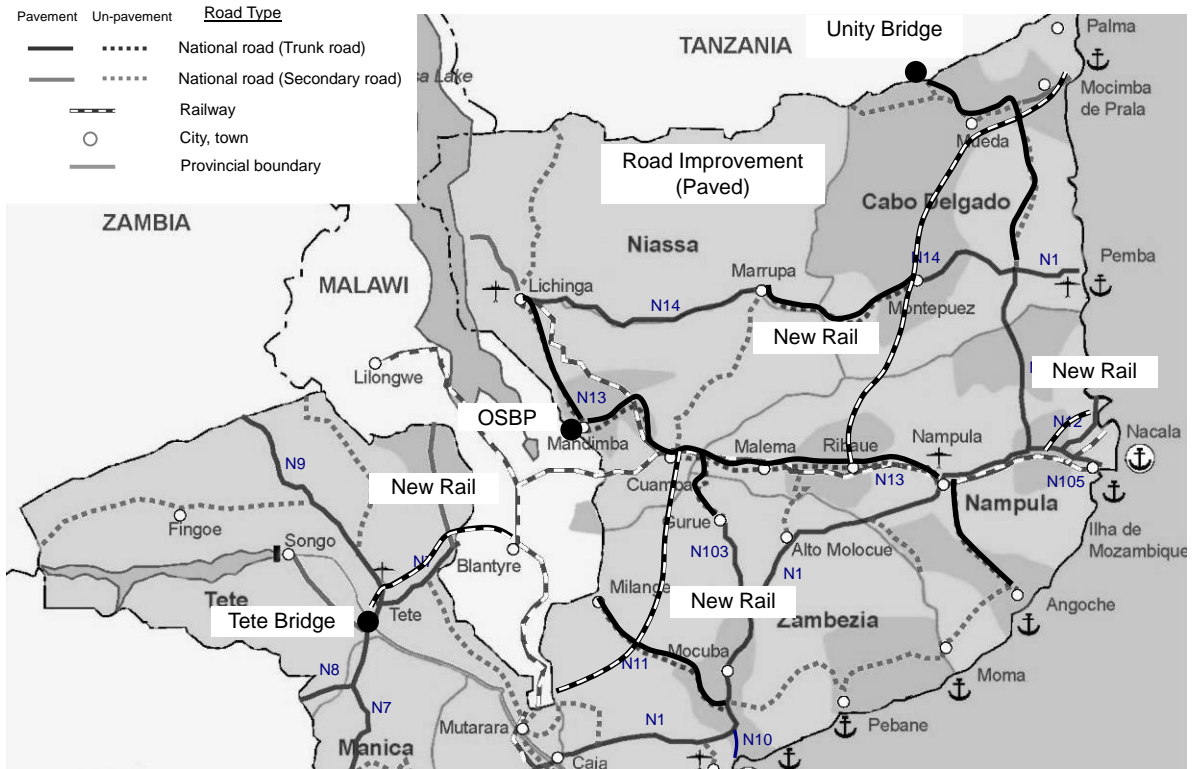 Pavement Un-pavement Road Type
National road (Trunk road)
National road (Secondary road)
Railway
City, town
Provincial boundary
Unity Bridge
Palma
TANZANIA
Lake
Mocimba
de Prala
Mueda
Road Improvement
(Paved)
Cabo Delgado
ZAMBIA
Niassa
N14
N1
Pemba
MALAWI
Lichinga
Marrupa
N14
Montepuez
New Rail
Lilongwe
New Rail
N13
OSBP
Mandimba
N12
Nacala
Malema
Ribaue
Nampula
N9
Cuamba
N13
N105
New Rail
Nampula
Fingoe
Songo
Gurue
N103
Alto Molocue
Ilha de
Mozambique
N7
Blantyre
N1
Milange
New Rail
Angoche
Tete
Tete
Tete Bridge
Zambezia
Mocuba
N11
N8
Moma
N7
Mutarara
N1
Pebane
N10
Manica
Caia